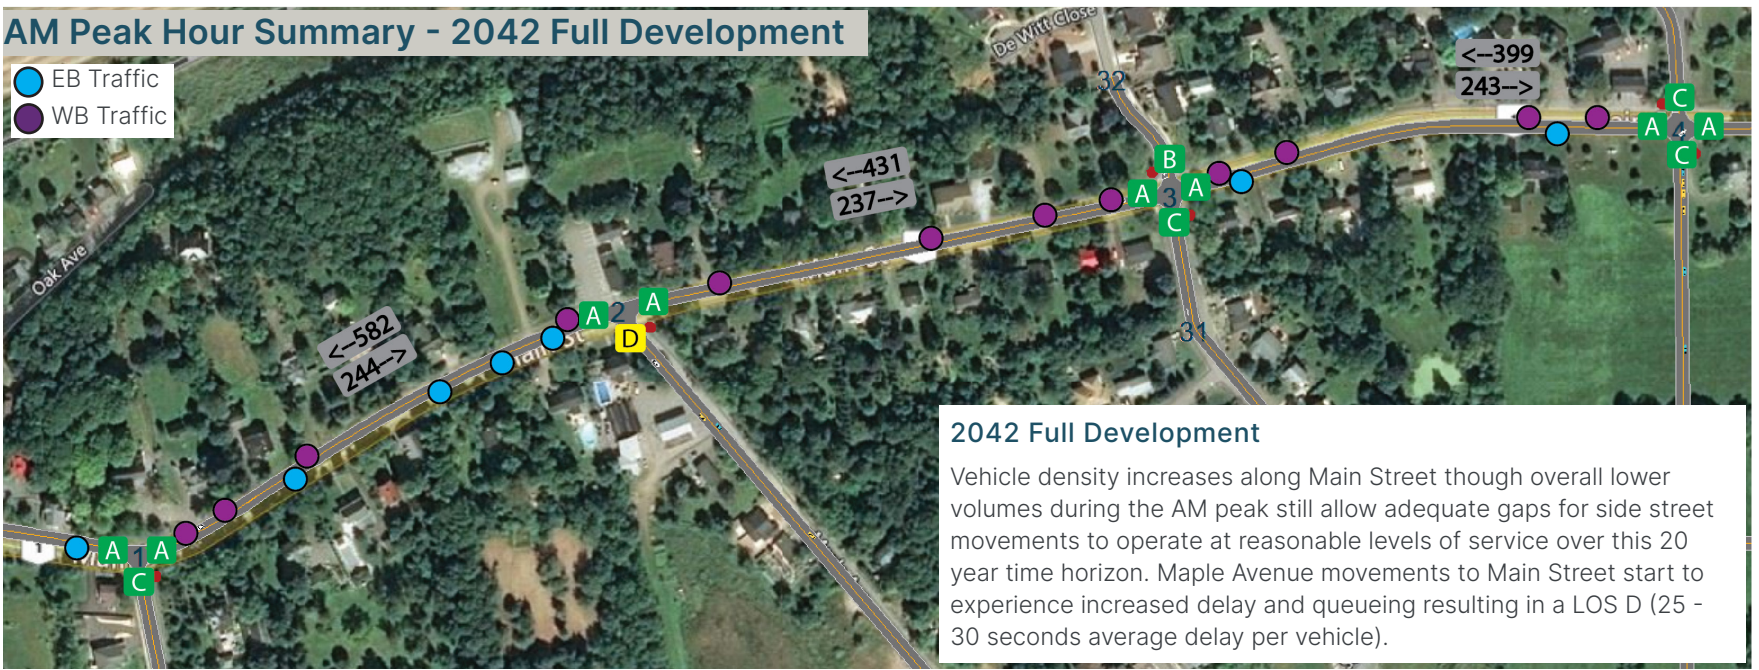 AM Peak Hour Summary - 2042 Full Development
EB Traffic
WB Traffic
De Witt Close
32
<--399
243-->
C
A
4
A
C
<--431
237-->
B
A
3
A
C
31
Oak Ave
<--582
244-->
A
2
A
D
A
1
A
C
2042 Full Development
Vehicle density increases along Main Street though overall lower
volumes during the AM peak still allow adequate gaps for side street
movements to operate at reasonable levels of service over this 20
year time horizon. Maple Avenue movements to Main Street start to
experience increased delay and queueing resulting in a LOS D (25 -
30 seconds average delay per vehicle).